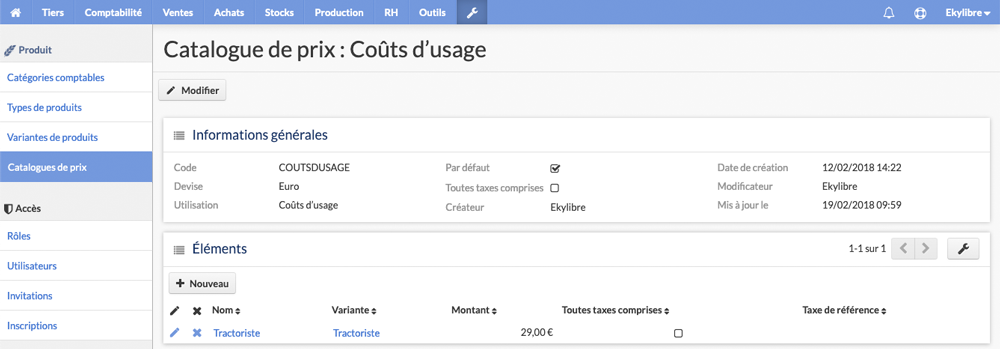 Tiers Comptabilité Ventes Achats Stocks Production RH Outils Ekylibre
Produit
Catégories comptables
Types de produits
Variantes de produits
Catalogues de prix
Accès
Rôles
Utilisateurs
Invitations
Inscriptions
Catalogue de prix : Coûts d’usage
Modifier
Informations générales
Code COUTSDUSAGE Par défaut Date de création 12/02/2018 14:22
Devise Euro Toutes taxes comprises Modificateur Ekylibre
Utilisation Coûts d’usage Créateur Ekylibre Mis à jour le 19/02/2018 09:59
Éléments 1-1 sur 1
Nouveau
Nom Variante Montant Toutes taxes comprises Taxe de référence
Tractoriste Tractoriste 29,00 €